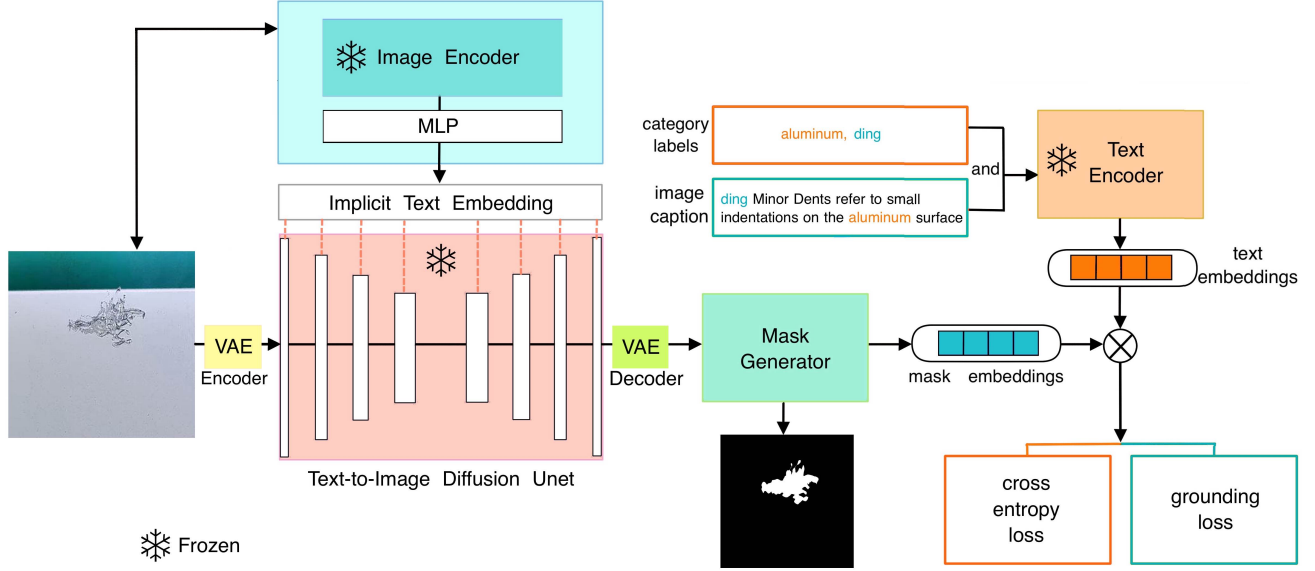 Image Encoder
MLP
Implicit Text Embedding
VAE
Encoder
Text-to-Image Diffusion Unet
Frozen
VAE
Decoder
category
labels
aluminum, ding
image
caption
ding Minor Dents refer to small
indentations on the aluminum surface
and
Text
Encoder
text
embeddings
Mask
Generator
mask embeddings
cross
entropy
loss
grounding
loss